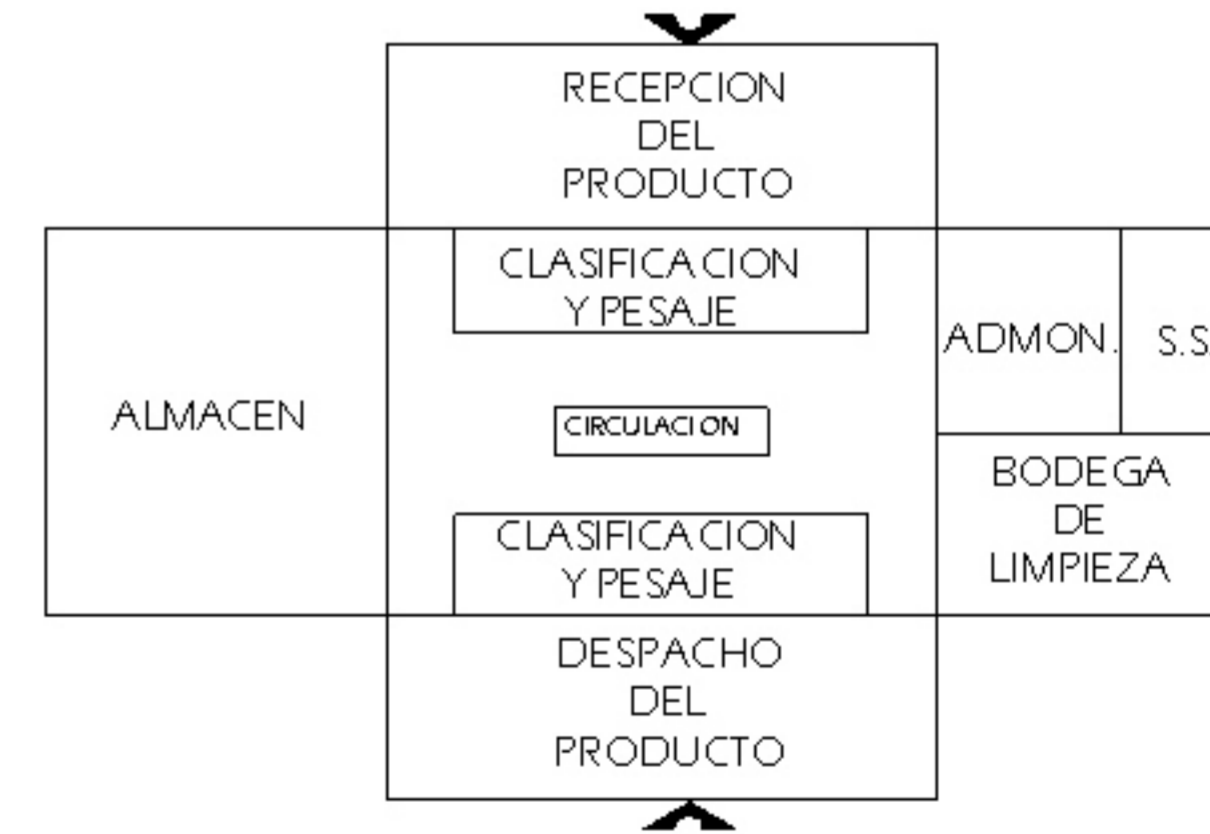 RECEPCION
DEL
PRODUCTO
CLASIFICACION
Y PESAJE
ADMON.
S.S.
ALMACEN
CIRCULACION
BODEGA
DE
LIMPIEZA
CLASIFICACION
Y PESAJE
DESPACHO
DEL
PRODUCTO